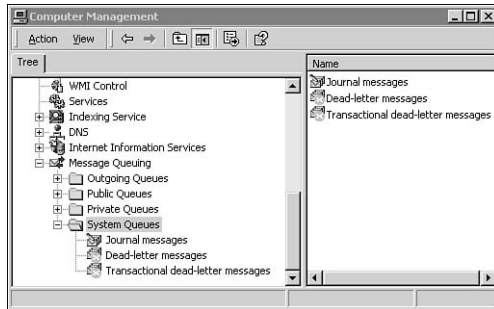 Computer Management
Action View
Tree
WMI Control
Services
Indexing Service
DNS
Internet Information Services
Message Queuing
Outgoing Queues
Public Queues
Private Queues
System Queues
Journal messages
Dead-letter messages
Transactional dead-letter messages
Name
Journal messages
Dead-letter messages
Transactional dead-letter messages